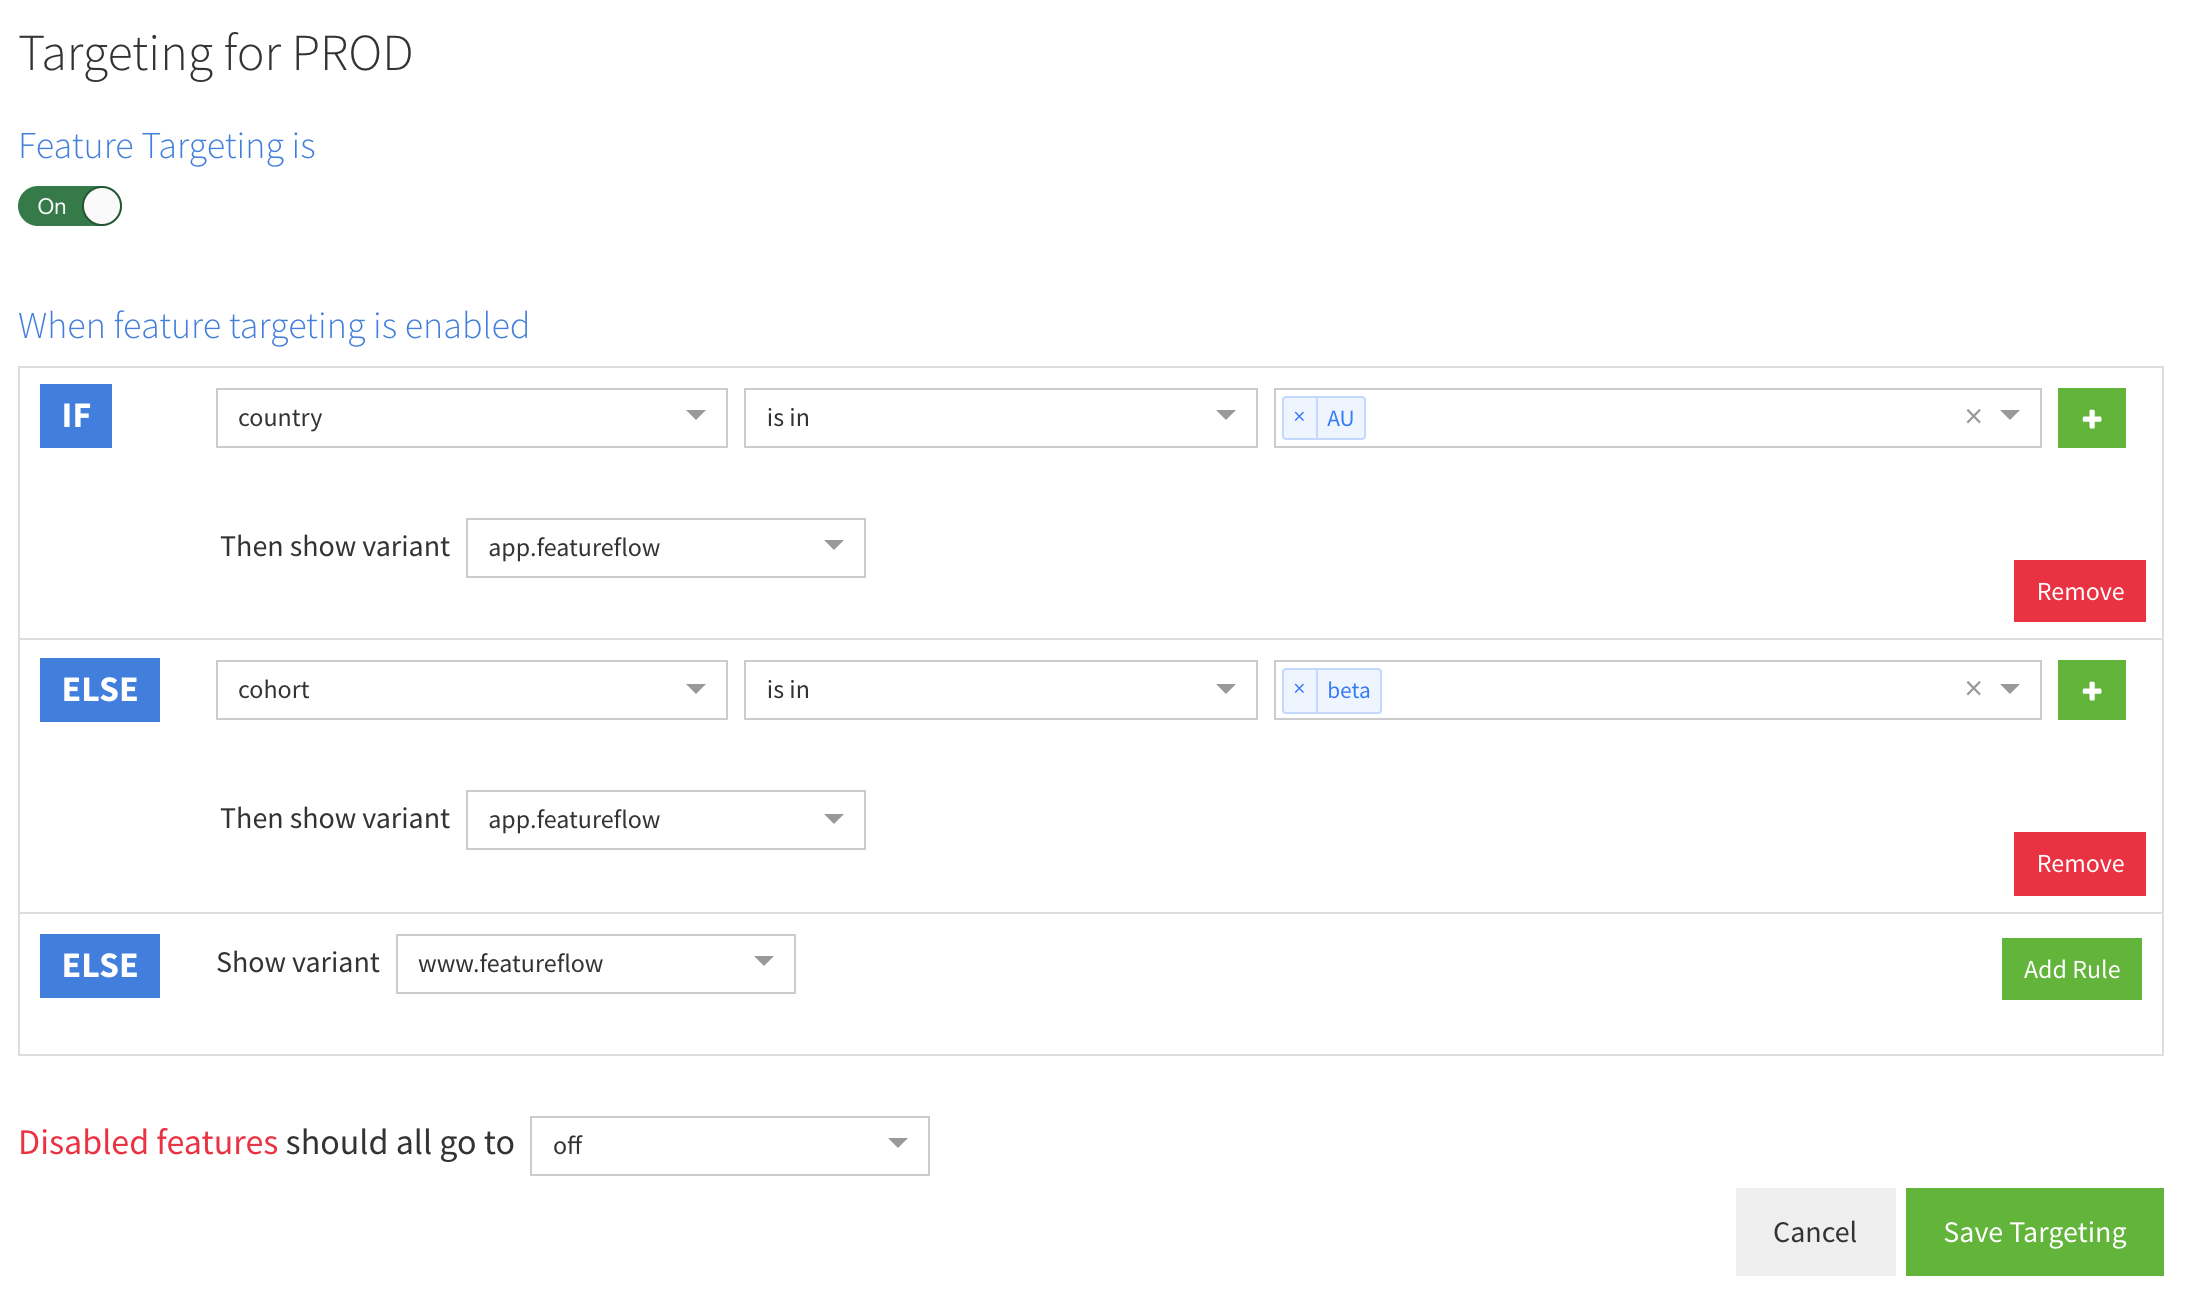 Targeting for PROD
Feature Targeting is
On
When feature targeting is enabled
IF country is in × AU × +
Then show variant app.featureflow
Remove
ELSE cohort is in × beta × +
Then show variant app.featureflow
Remove
ELSE Show variant www.featureflow Add Rule
Disabled features should all go to off
Cancel Save Targeting